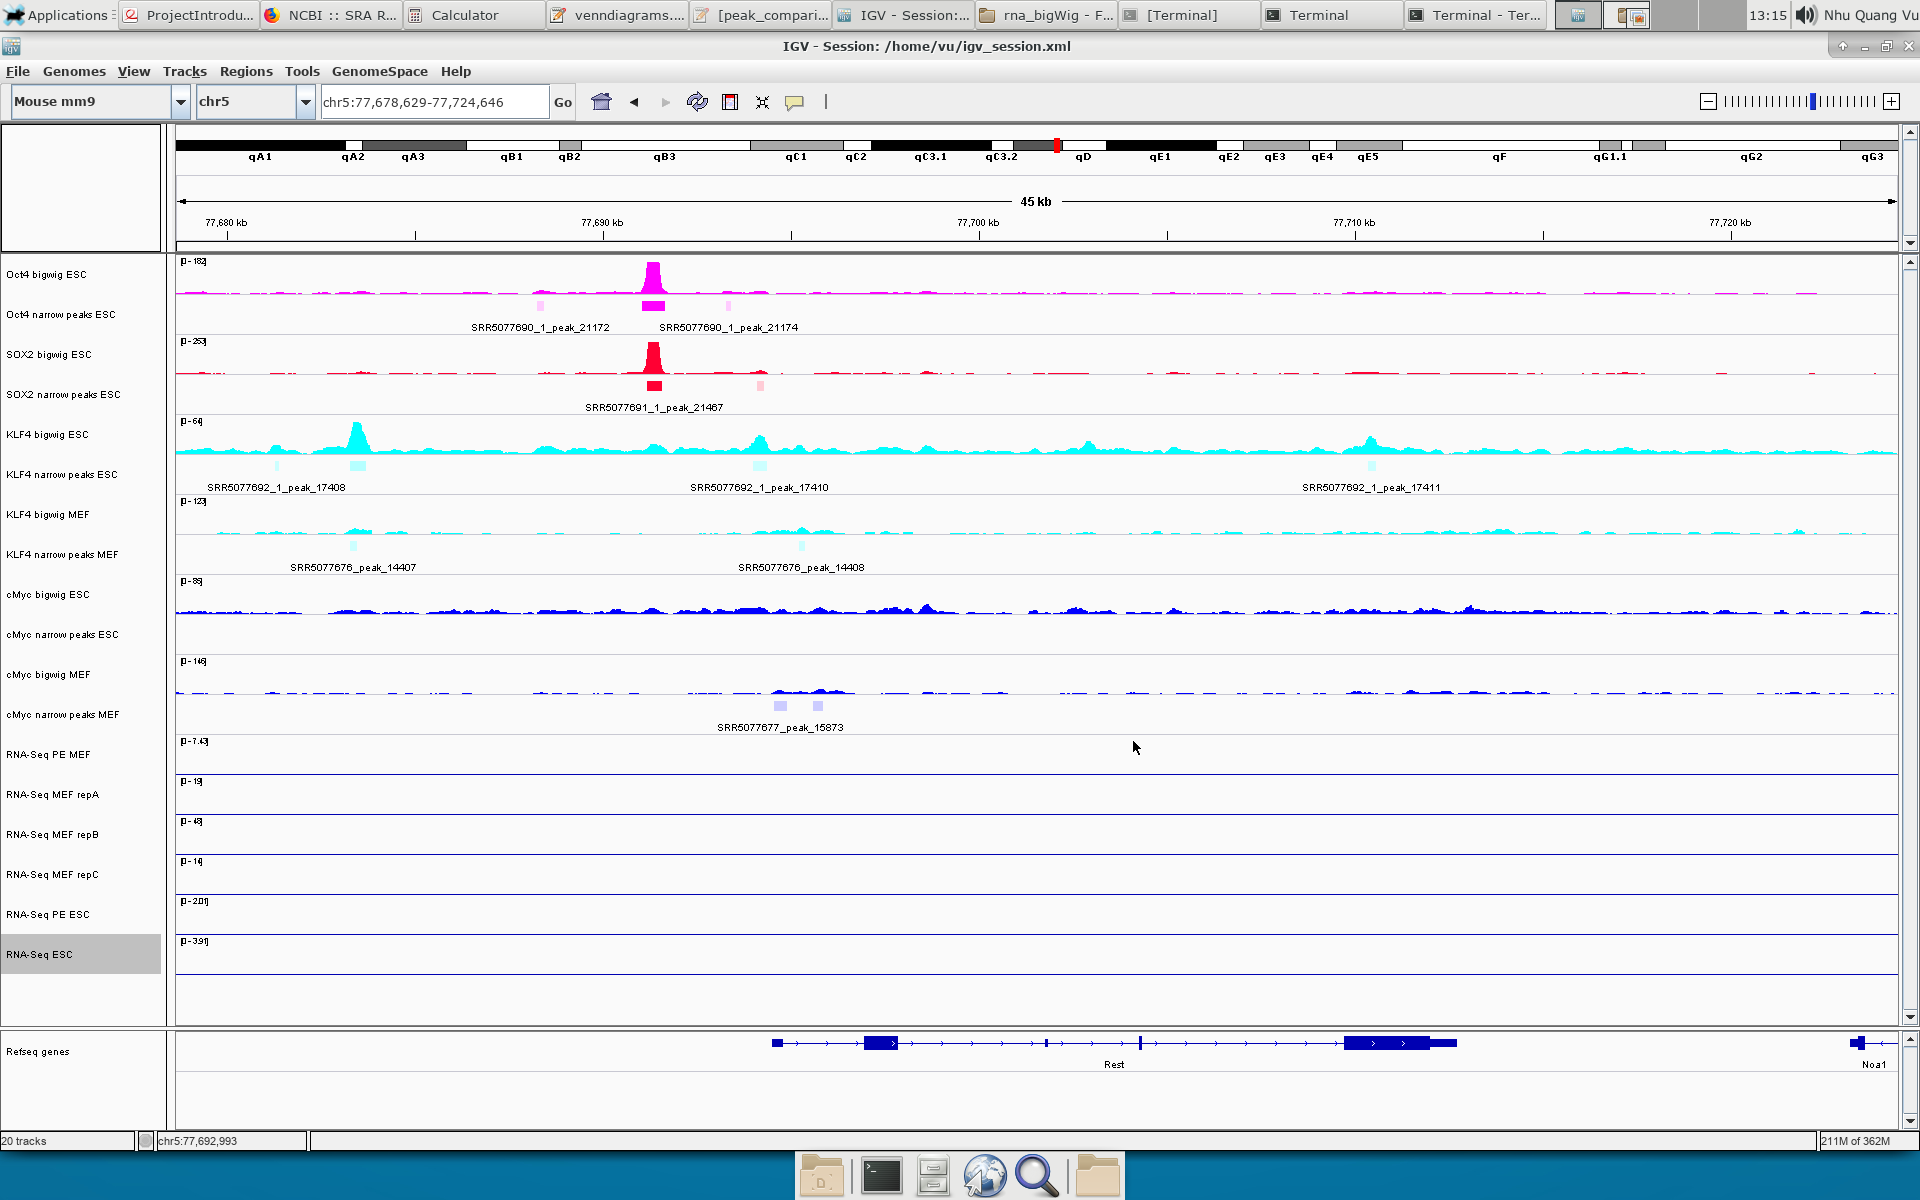 Applications ProjectIntrodu... NCBI :: SRA R... Calculator venndiagrams.... [peak_compari... IGV - Session:... rna_bigWig - F... [Terminal] Terminal Terminal - Ter... 13:15 Nhu Quang Vu
IGV - Session: /home/vu/igv_session.xml
File Genomes View Tracks Regions Tools GenomeSpace Help
Mouse mm9 chr5 chr5:77,678,629-77,724,646 Go
qA1 qA2 qA3 qB1 qB2 qB3 qC1 qC2 qC3.1 qC3.2 qD qE1 qE2 qE3 qE4 qE5 qF qG1.1 qG2 qG3
45 kb
77,680 kb 77,690 kb 77,700 kb 77,710 kb 77,720 kb
[0 - 182]
Oct4 bigwig ESC
Oct4 narrow peaks ESC
SRR5077690_1_peak_21172 SRR5077690_1_peak_21174
[0 - 253]
SOX2 bigwig ESC
SOX2 narrow peaks ESC
SRR5077691_1_peak_21467
[0 - 64]
KLF4 bigwig ESC
KLF4 narrow peaks ESC
SRR5077692_1_peak_17408 SRR5077692_1_peak_17410 SRR5077692_1_peak_17411
[0 - 123]
KLF4 bigwig MEF
KLF4 narrow peaks MEF
SRR5077676_peak_14407 SRR5077676_peak_14408
[0 - 85]
cMyc bigwig ESC
cMyc narrow peaks ESC
[0 - 146]
cMyc bigwig MEF
cMyc narrow peaks MEF
SRR5077677_peak_15873
[0 - 7.43]
RNA-Seq PE MEF
[0 - 19]
RNA-Seq MEF repA
[0 - 48]
RNA-Seq MEF repB
[0 - 14]
RNA-Seq MEF repC
[0 - 2.01]
RNA-Seq PE ESC
[0 - 3.91]
RNA-Seq ESC
Refseq genes
Rest Noa1
20 tracks chr5:77,692,993 211M of 362M